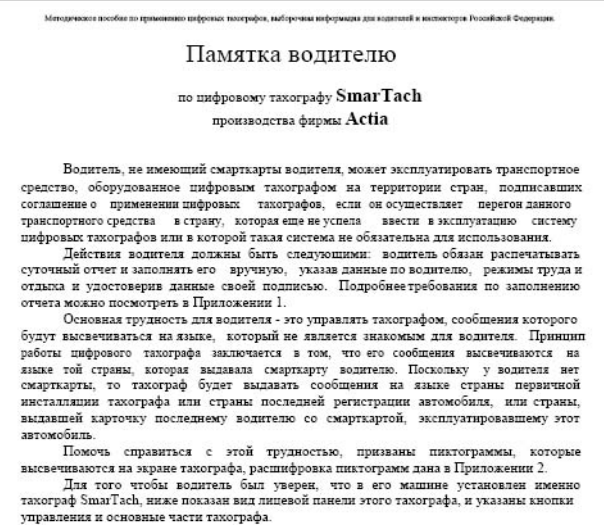 Методическое пособие по применению цифровых тахографов, выборочная информация для водителей и инспекторов Российской Федерации.
Памятка водителю
по цифровому тахографу SmarTach
производства фирмы Actia
Водитель, не имеющий смарткарты водителя, может эксплуатировать транспортное
средство, оборудованное цифровым тахографом на территории стран, подписавших
соглашение о применении цифровых тахографов, если он осуществляет перегон данного
транспортного средства в страну, которая еще не успела ввести в эксплуатацию систему
цифровых тахографов или в которой такая система не обязательна для использования.
Действия водителя должны быть следующими: водитель обязан распечатывать
суточный отчет и заполнять его вручную, указав данные по водителю, режимы труда и
отдыха и удостоверив данные своей подписью. Подробнее требования по заполнению
отчета можно посмотреть в Приложении 1.
Основная трудность для водителя - это управлять тахографом, сообщения которого
будут высвечиваться на языке, который не является знакомым для водителя. Принцип
работы цифрового тахографа заключается в том, что его сообщения высвечиваются на
языке той страны, которая выдавала смарткарту водителю. Поскольку у водителя нет
смарткарты, то тахограф будет выдавать сообщения на языке страны первичной
инсталляции тахографа или страны последней регистрации автомобиля, или страны,
выдавшей карточку последнему водителю со смарткартой, эксплуатировавшему этот
автомобиль.
Помочь справиться с этой трудностью, призваны пиктограммы, которые
высвечиваются на экране тахографа, расшифровка пиктограмм дана в Приложении 2.
Для того чтобы водитель был уверен, что в его машине установлен именно
тахограф SmarTach, ниже показан вид лицевой панели этого тахографа, и указаны кнопки
управления и основные части тахографа.